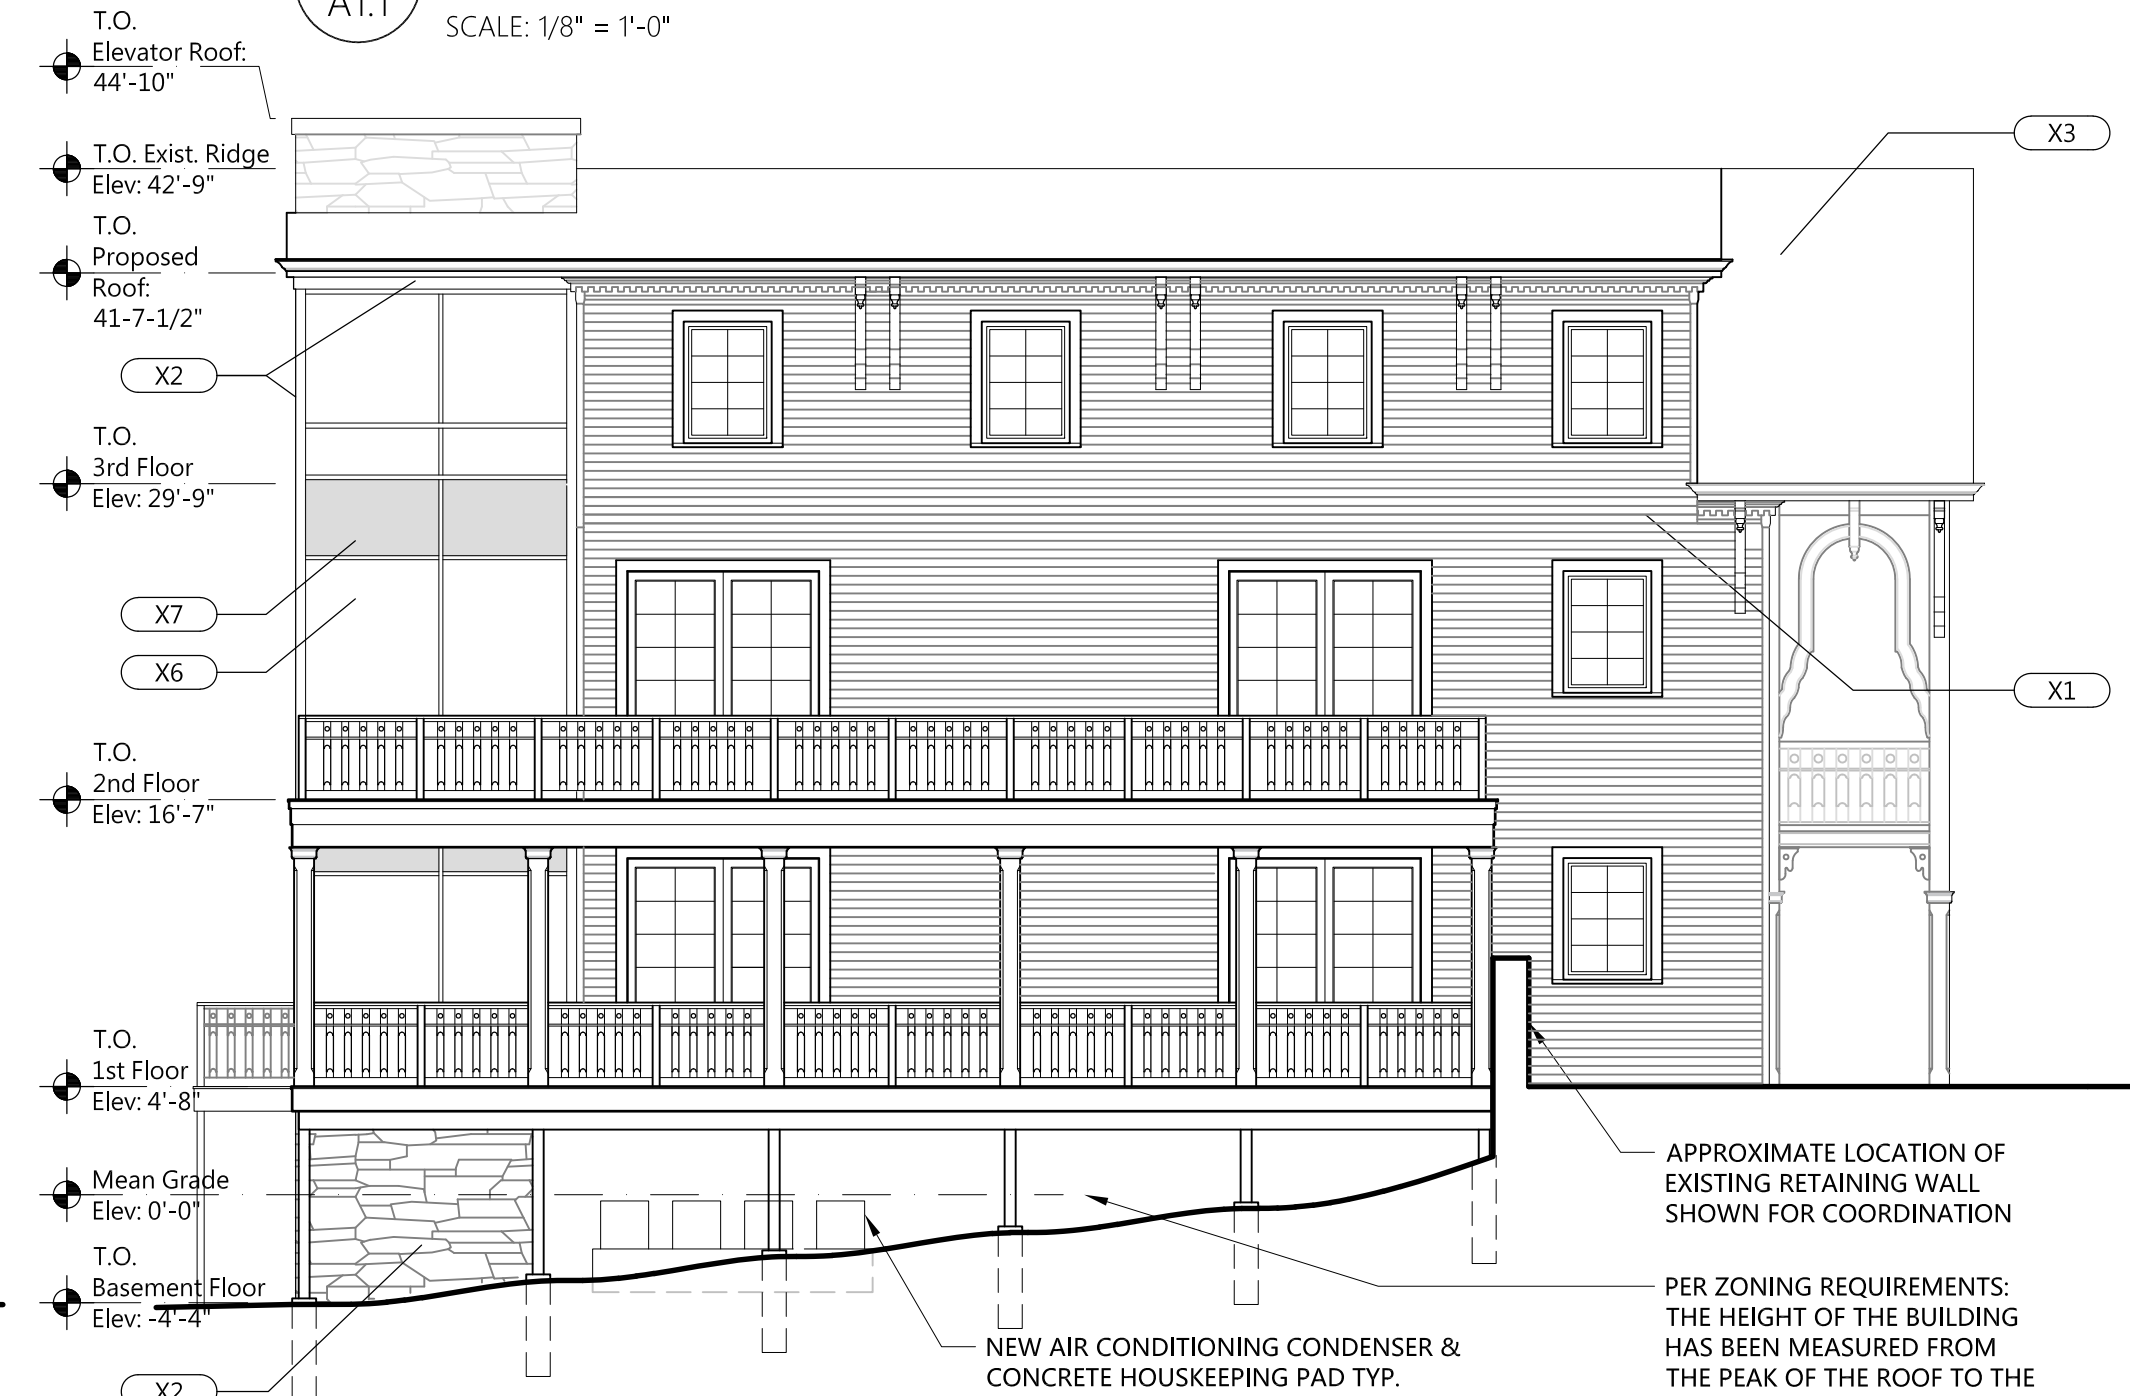 A1.1
SCALE: 1/8" = 1'-0"
T.O.
Elevator Roof:
44'-10"
T.O. Exist. Ridge
Elev: 42'-9"
T.O.
Proposed
Roof:
41-7-1/2"
X2
T.O.
3rd Floor
Elev: 29'-9"
X7
X6
T.O.
2nd Floor
Elev: 16'-7"
T.O.
1st Floor
Elev: 4'-8"
Mean Grade
Elev: 0'-0"
T.O.
Basement Floor
Elev: -4'-4"
X2
X3
X1
APPROXIMATE LOCATION OF
EXISTING RETAINING WALL
SHOWN FOR COORDINATION
PER ZONING REQUIREMENTS:
THE HEIGHT OF THE BUILDING
HAS BEEN MEASURED FROM
THE PEAK OF THE ROOF TO THE
NEW AIR CONDITIONING CONDENSER &
CONCRETE HOUSKEEPING PAD TYP.